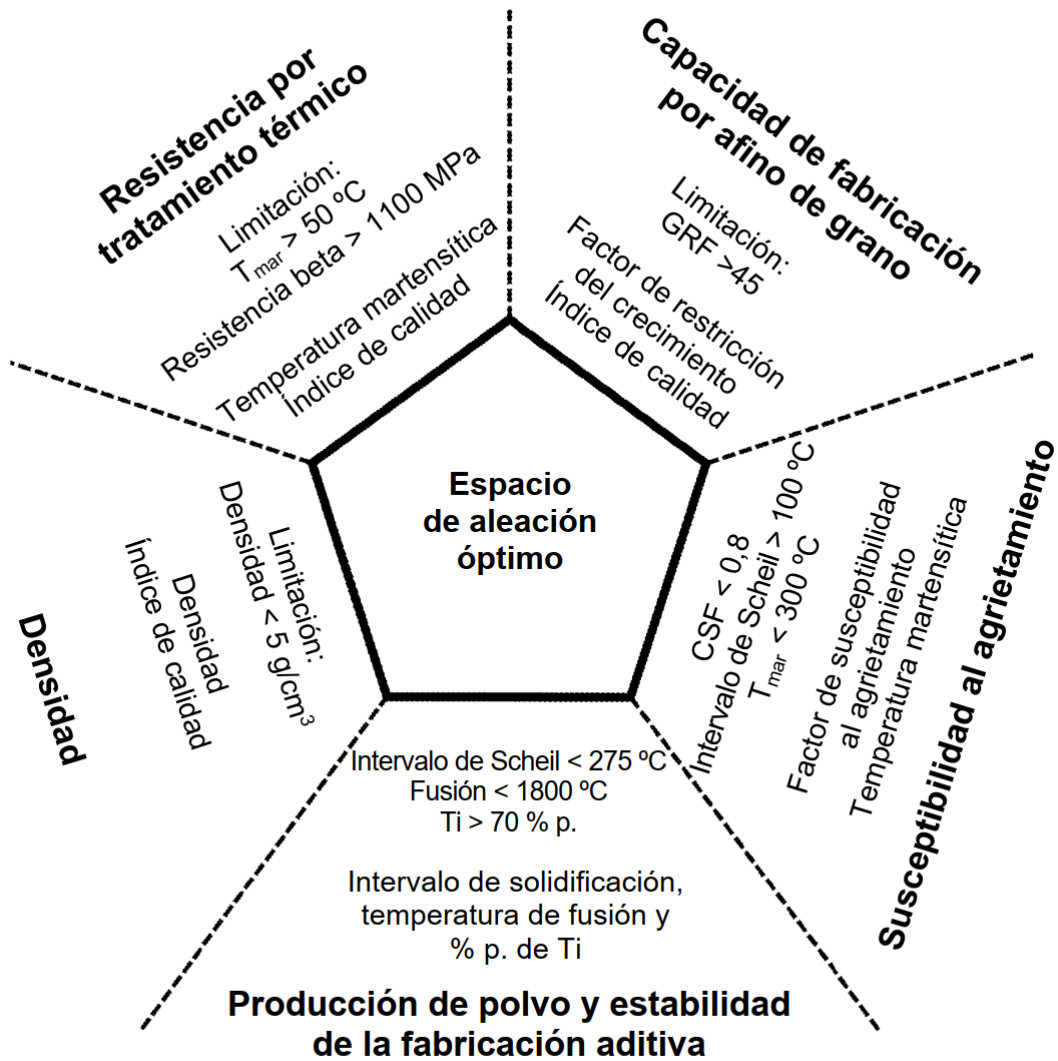 Resistencia por
tratamiento térmico
Limitación:
Tmar > 50 ºC
Resistencia beta > 1100 MPa
Temperatura martensítica
Índice de calidad
Capacidad de fabricación
por afino de grano
Limitación:
GRF >45
Factor de restricción
del crecimiento
Índice de calidad
Espacio
de aleación
óptimo
CSF < 0,8
Intervalo de Scheil > 100 ºC
Tmar < 300 ºC
Factor de susceptibilidad
al agrietamiento
Temperatura martensítica
Susceptibilidad al agrietamiento
Limitación:
Densidad < 5 g/cm³
Densidad
Índice de calidad
Densidad
Intervalo de Scheil < 275 ºC
Fusión < 1800 ºC
Ti > 70 % p.
Intervalo de solidificación,
temperatura de fusión y
% p. de Ti
Producción de polvo y estabilidad
de la fabricación aditiva